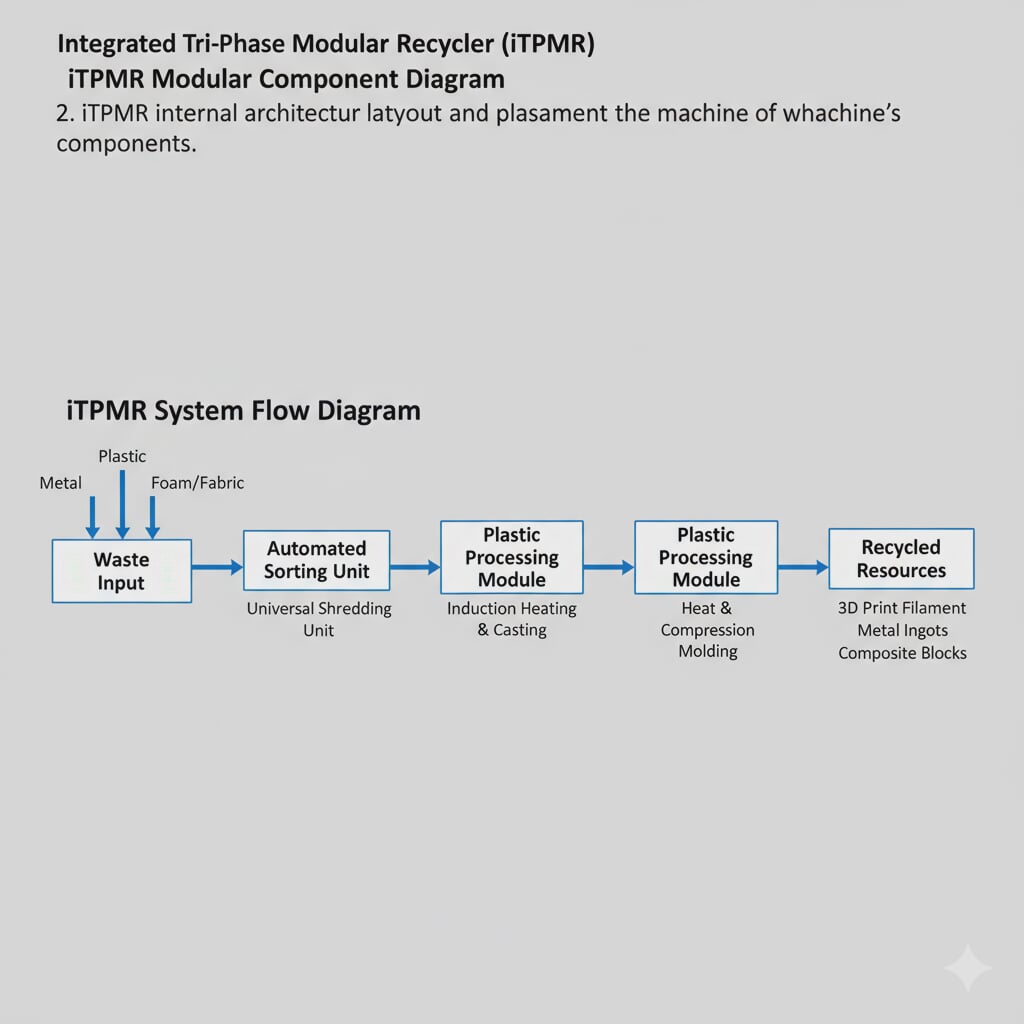 Integrated Tri-Phase Modular Recycler (iTPMR)
iTPMR Modular Component Diagram
2. iTPMR internal architectur latyout and plasament the machine of whachine's
components.
iTPMR System Flow Diagram
Plastic
Metal
Foam/Fabric
Waste
Input
Automated
Sorting Unit
Universal Shredding
Unit
Plastic
Processing
Module
Induction Heating
& Casting
Plastic
Processing
Module
Heat &
Compression
Molding
Recycled
Resources
3D Print Filament
Metal Ingots
Composite Blocks